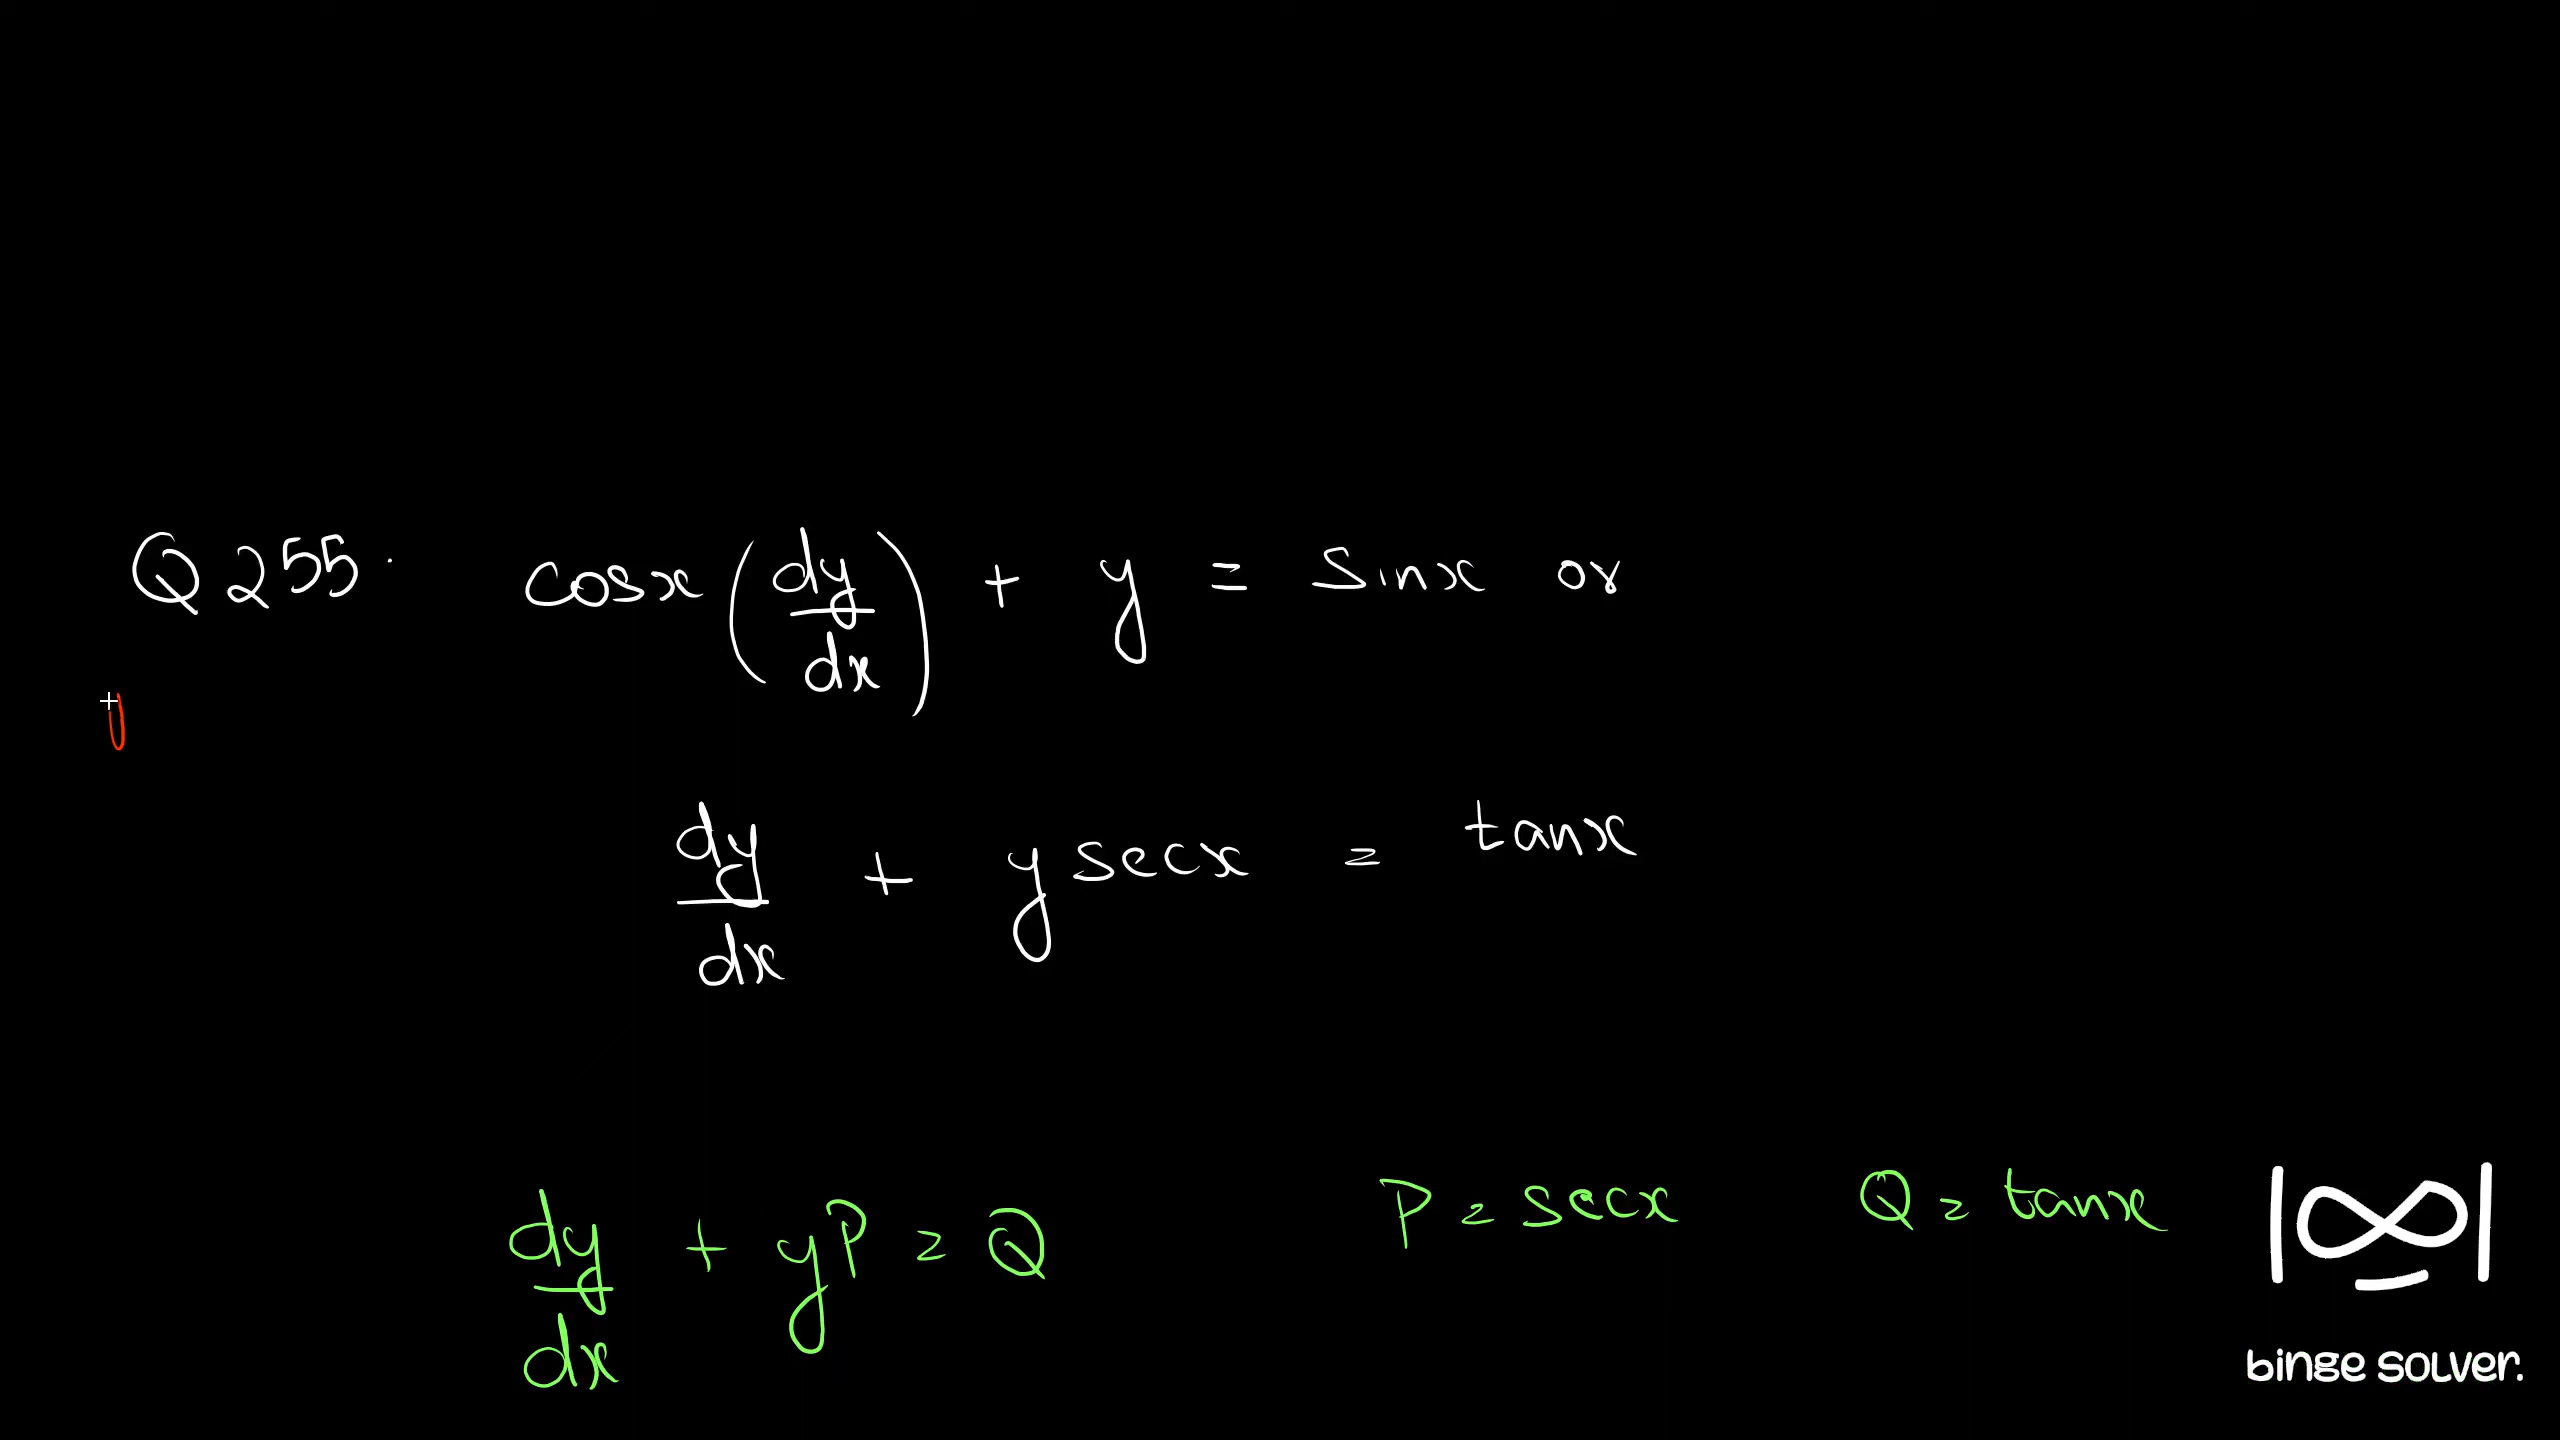 Q255. cosx (dy/dx) + y = sinx or
dy/dx + y secx = tanx
dy/dx + yP = Q P = secx Q = tanx
binge solver.